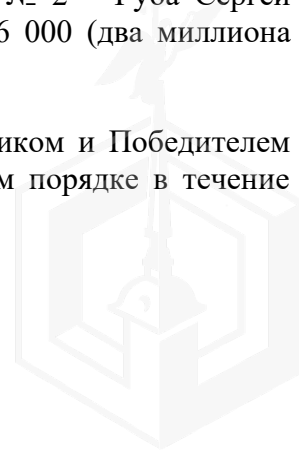 № 2 – Губа Сергей
6 000 (два миллиона
иком и Победителем
м порядке в течение